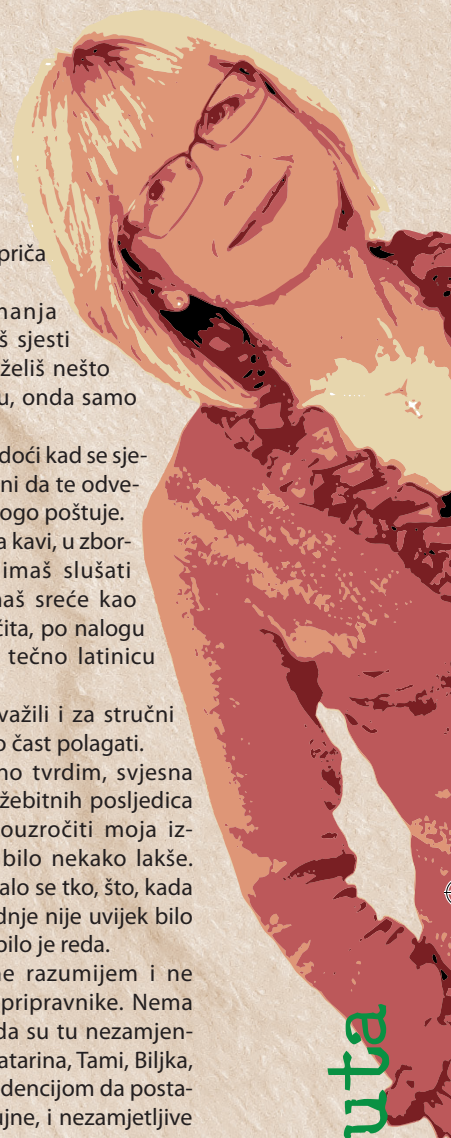 priča
manja
š sjesti
želiš nešto
u, onda samo
doći kad se sje-
ni da te odve-
ogo poštuje.
a kavi, u zbor-
imaš slušati
naš sreće kao
čita, po nalogu
tečno latinicu
važili i za stručni
o čast polagati.
no tvrdim, svjesna
žebitnih posljedica
ouzročiti moja iz-
bilo nekako lakše.
alo se tko, što, kada
dnje nije uvijek bilo
bilo je reda.
ne razumijem i ne
pripravnike. Nema
da su tu nezamjen-
atarina, Tami, Biljka,
dencijom da posta-
ujne, i nezamjetljive
uta